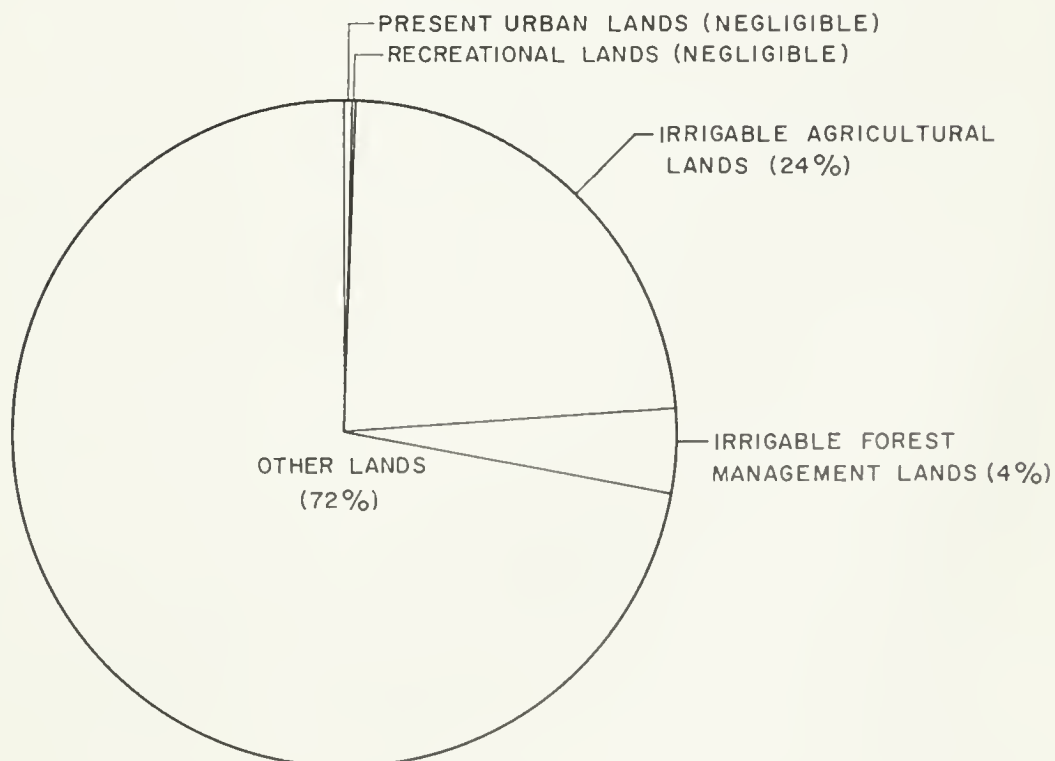 PRESENT URBAN LANDS (NEGLIGIBLE)
RECREATIONAL LANDS (NEGLIGIBLE)
IRRIGABLE AGRICULTURAL
LANDS (24%)
IRRIGABLE FOREST
MANAGEMENT LANDS (4%)
OTHER LANDS
(72%)